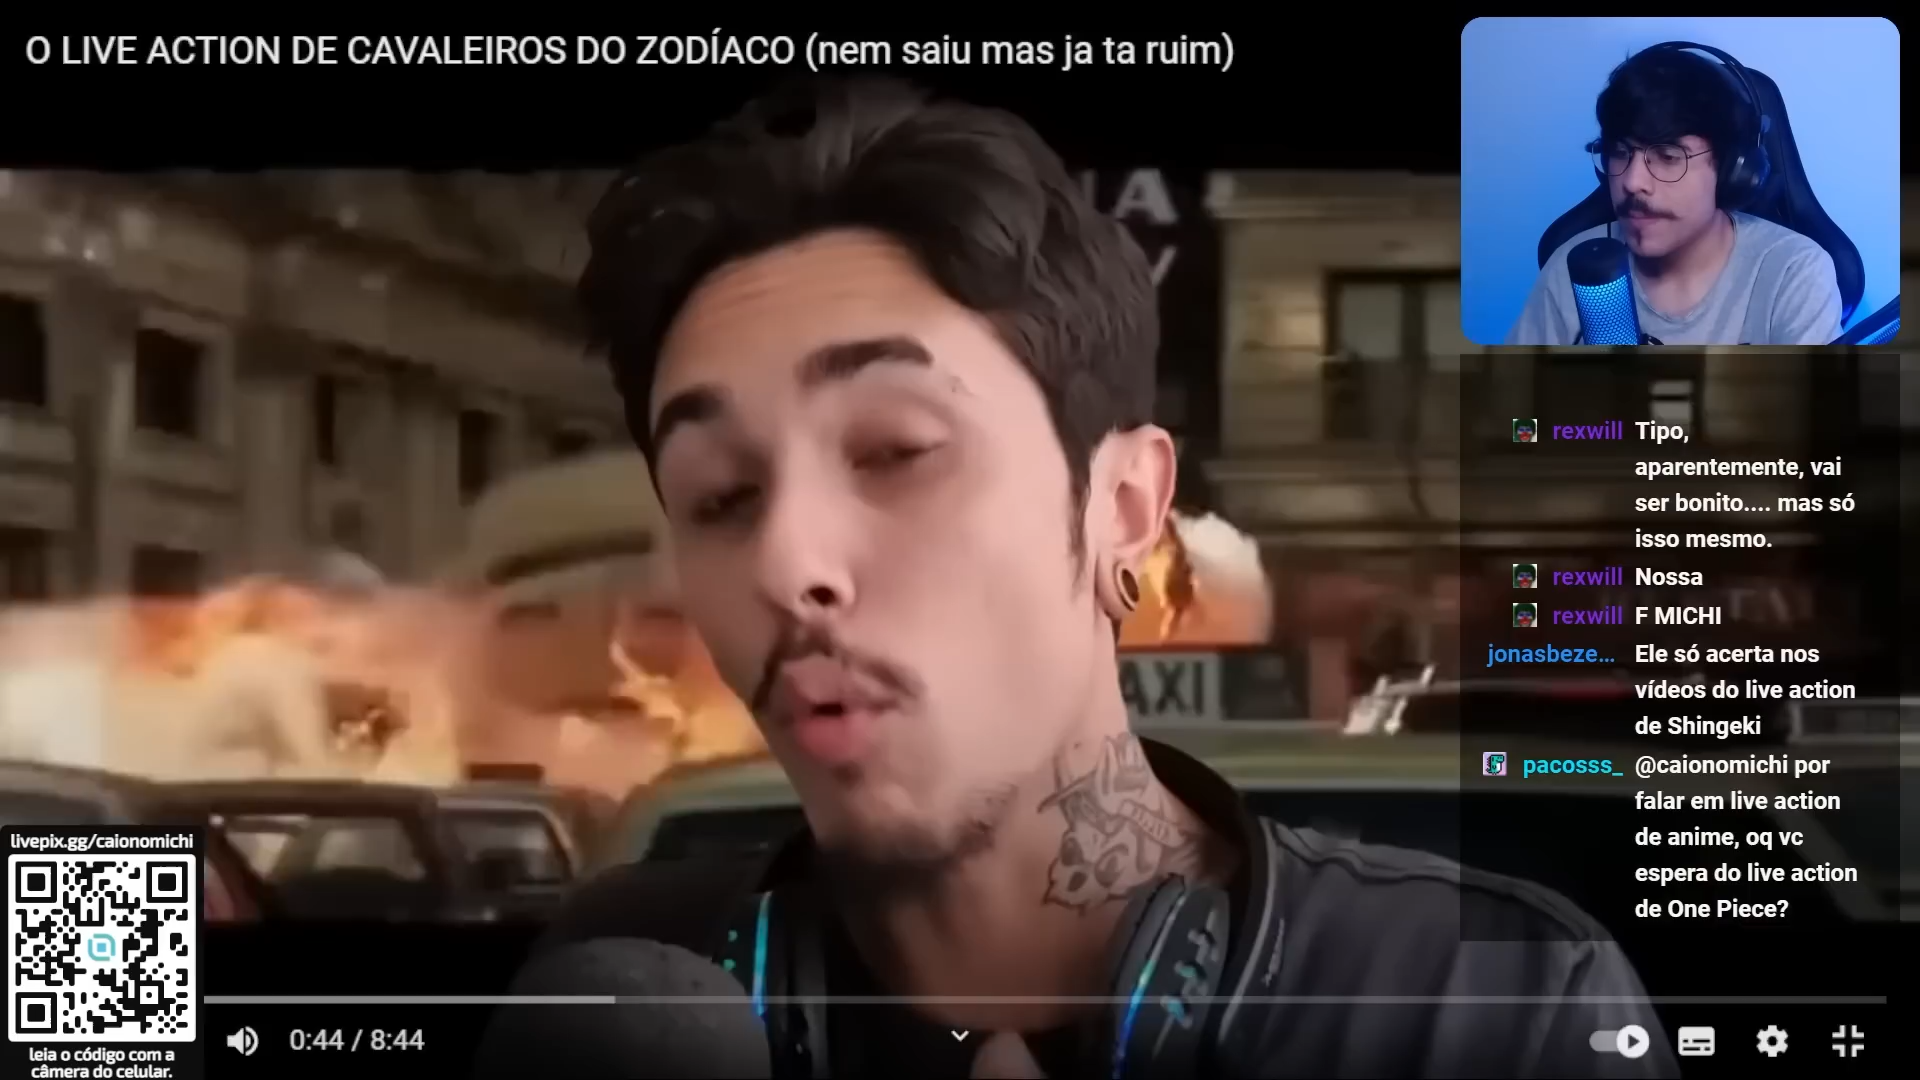 O LIVE ACTION DE CAVALEIROS DO ZODÍACO (nem saiu mas ja ta ruim)
AXI
rexwill Tipo,
aparentemente, vai
ser bonito.... mas só
isso mesmo.
rexwill Nossa
rexwill F MICHI
jonasbeze... Ele só acerta nos
vídeos do live action
de Shingeki
pacosss_ @caionomichi por
falar em live action
de anime, oq vc
espera do live action
de One Piece?
livepix.gg/caionomichi
leia o código com a
câmera do celular.
0:44 / 8:44